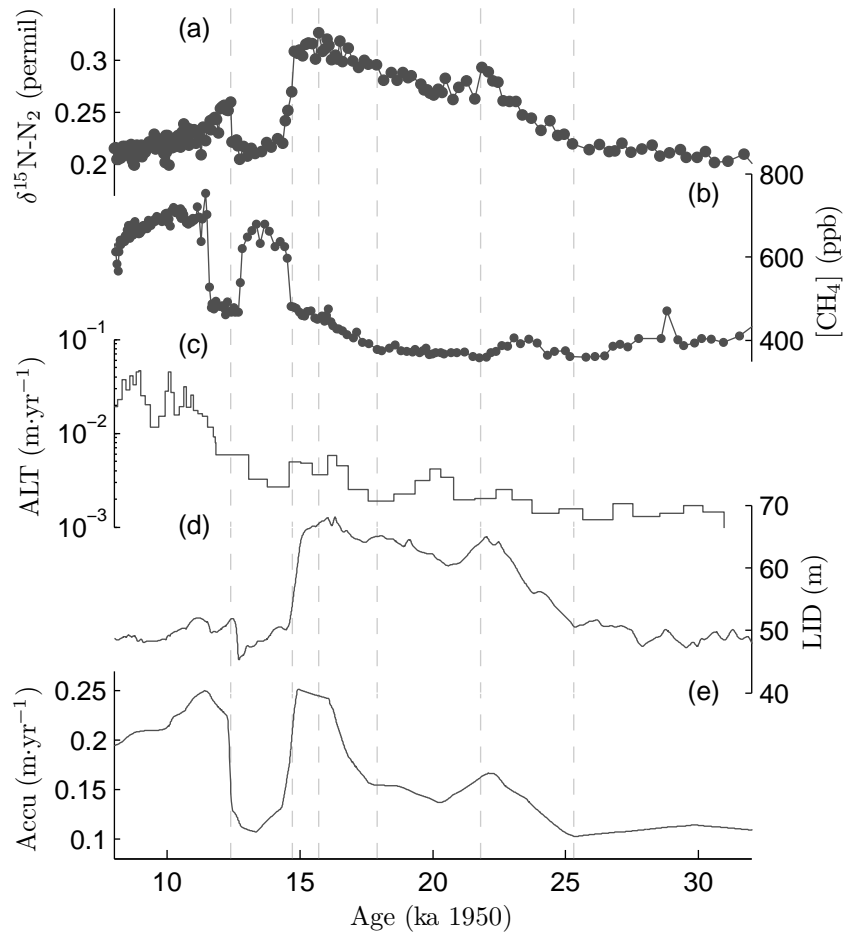 (a)
0.3
0.25
0.2
δ¹⁵N-N₂ (permil)
(b)
800
600
400
[CH₄] (ppb)
(c)
10⁻¹
10⁻²
10⁻³
ALT (m·yr⁻¹)
(d)
70
60
50
40
LID (m)
(e)
0.25
0.2
0.15
0.1
Accu (m·yr⁻¹)
10 15 20 25 30
Age (ka 1950)